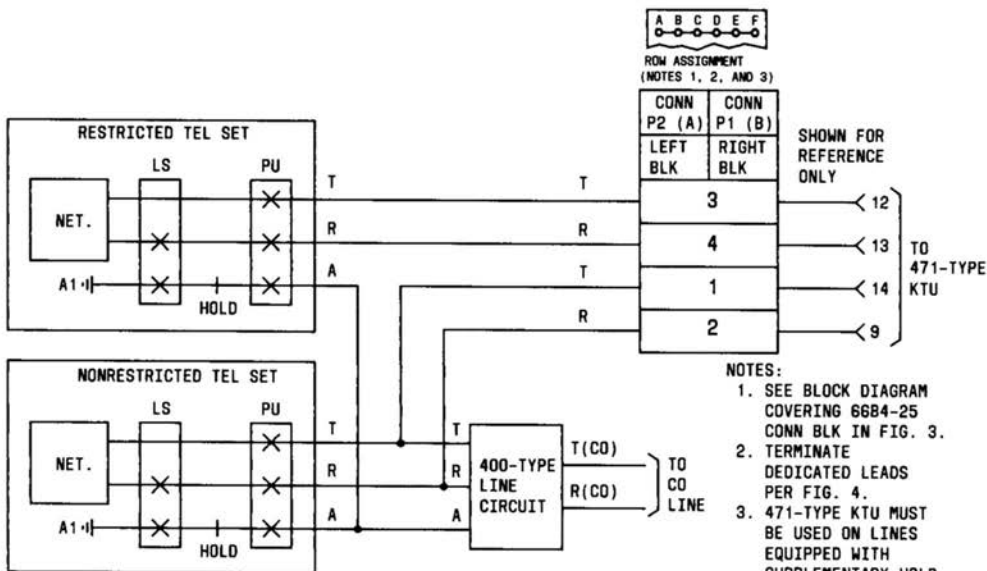 A B C D E F
ROW ASSIGNMENT
(NOTES 1, 2, AND 3)
CONN P2 (A)
CONN P1 (B)
LEFT BLK
RIGHT BLK
SHOWN FOR
REFERENCE
ONLY
RESTRICTED TEL SET
LS
PU
NET.
T
R
A
A1
HOLD
T
R
T
R
3
4
1
2
12
13
14
9
TO
471-TYPE
KTU
NONRESTRICTED TEL SET
LS
PU
NET.
T
R
A
A1
HOLD
T
R
A
400-TYPE
LINE
CIRCUIT
T(CO)
R(CO)
TO
CO
LINE
NOTES:
1. SEE BLOCK DIAGRAM
COVERING 66B4-25
CONN BLK IN FIG. 3.
2. TERMINATE
DEDICATED LEADS
PER FIG. 4.
3. 471-TYPE KTU MUST
BE USED ON LINES
EQUIPPED WITH
SUPPLEMENTARY HOLD